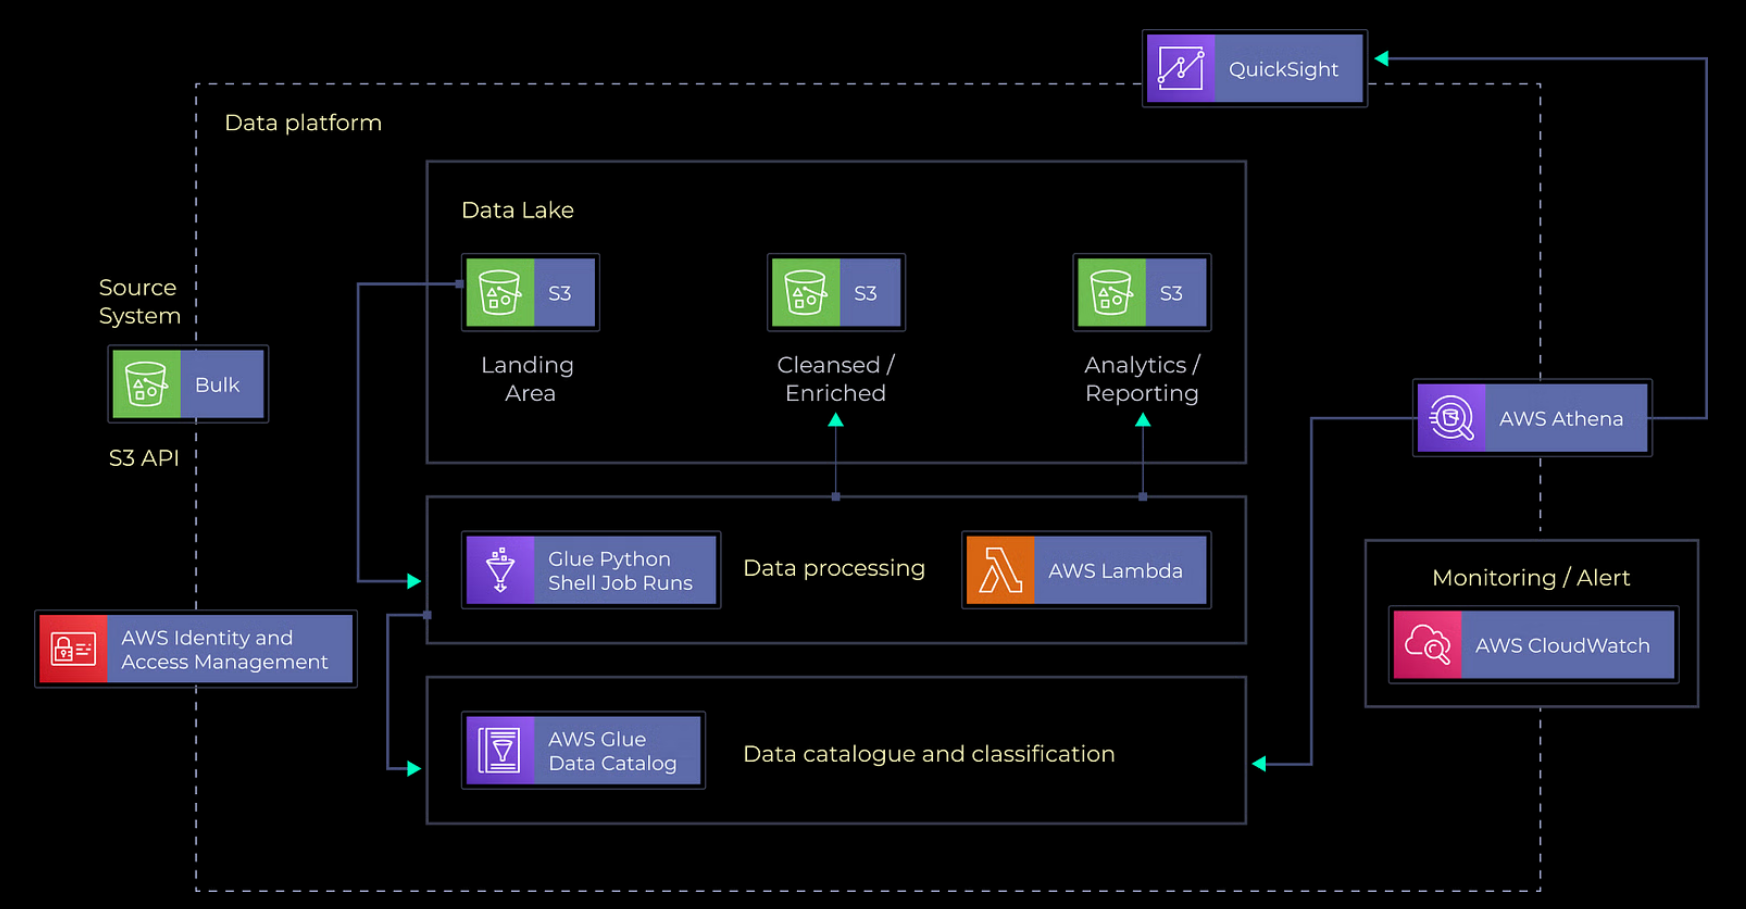 QuickSight
Data platform
Data Lake
S3
S3
S3
Landing
Area
Cleansed /
Enriched
Analytics /
Reporting
Source
System
Bulk
S3 API
AWS Athena
Glue Python
Shell Job Runs
Data processing
AWS Lambda
Monitoring / Alert
AWS CloudWatch
AWS Identity and
Access Management
AWS Glue
Data Catalog
Data catalogue and classification